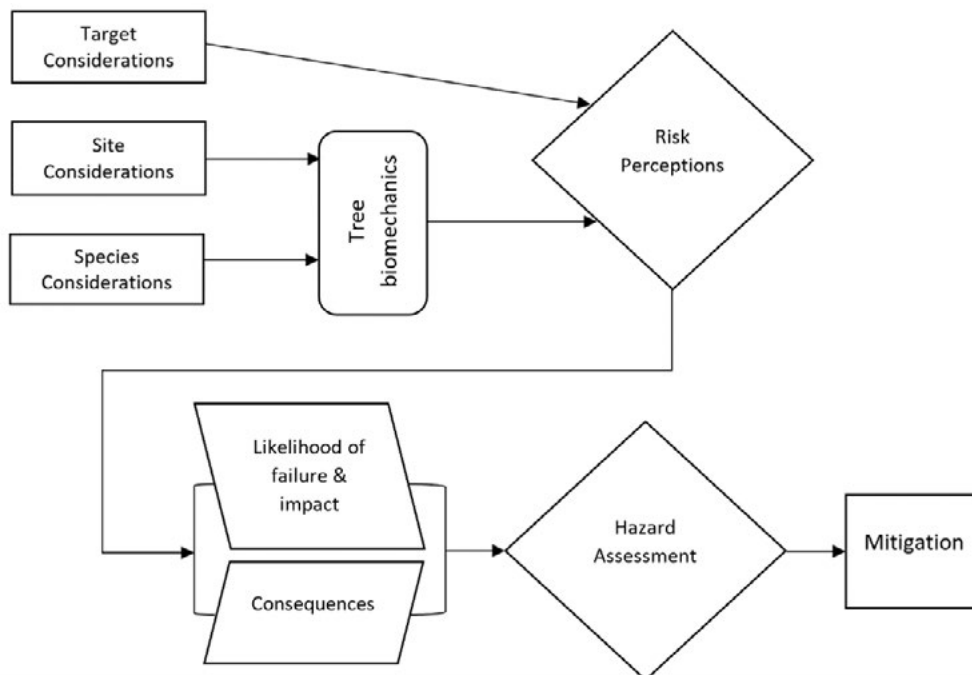 Target
Considerations
Site
Considerations
Species
Considerations
Tree
biomechanics
Risk
Perceptions
Likelihood of
failure &
impact
Consequences
Hazard
Assessment
Mitigation